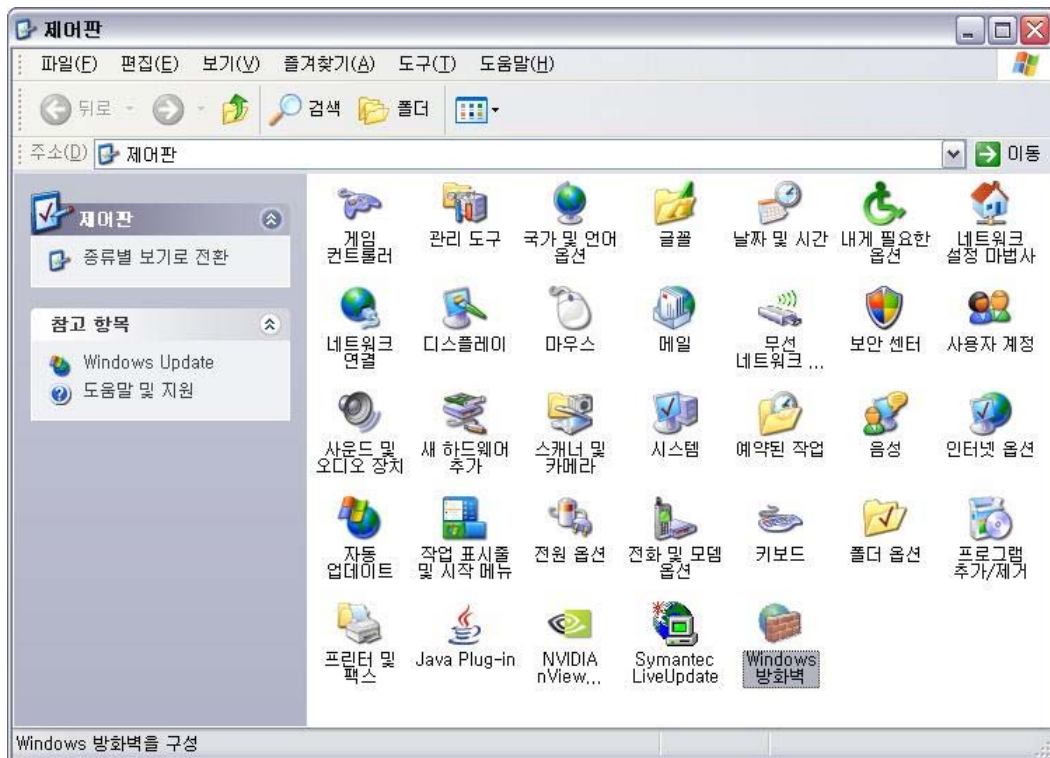 제어판
파일(F) 편집(E) 보기(V) 즐겨찾기(A) 도구(T) 도움말(H)
뒤로 검색 폴더
주소(D) 제어판 이동
제어판
종류별 보기로 전환
참고 항목
Windows Update
도움말 및 지원
게임
컨트롤러
관리 도구
국가 및 언어
옵션
글꼴
날짜 및 시간
내게 필요한
옵션
네트워크
설정 마법사
네트워크
연결
디스플레이
마우스
메일
무선
네트워크 ...
보안 센터
사용자 계정
사운드 및
오디오 장치
새 하드웨어
추가
스캐너 및
카메라
시스템
예약된 작업
음성
인터넷 옵션
자동
업데이트
작업 표시줄
및 시작 메뉴
전원 옵션
전화 및 모뎀
옵션
키보드
폴더 옵션
프로그램
추가/제거
프린터 및
팩스
Java Plug-in
NVIDIA
nView...
Symantec
LiveUpdate
Windows
방화벽
Windows 방화벽을 구성